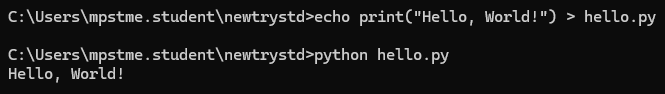 C:\Users\mpstme.student\newtrystd>echo print("Hello, World!") > hello.py
C:\Users\mpstme.student\newtrystd>python hello.py
Hello, World!